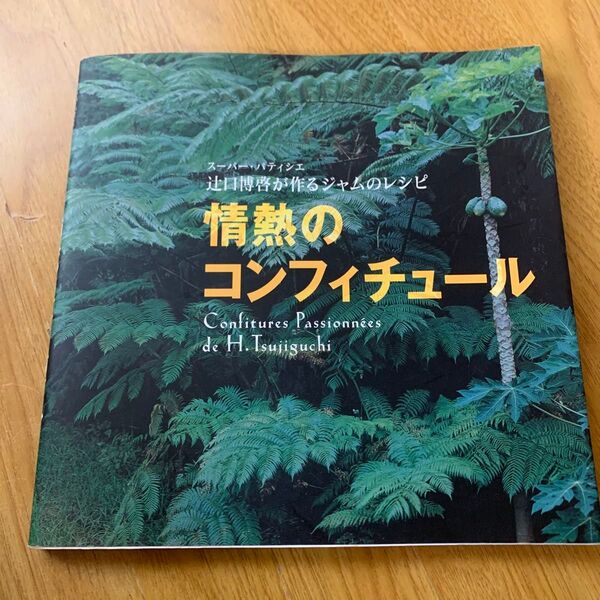 スーパー・パティシエ
辻口博啓が作るジャムのレシピ
情熱の
コンフィチュール
Confitures Passionnées
de H.Tsujiguchi